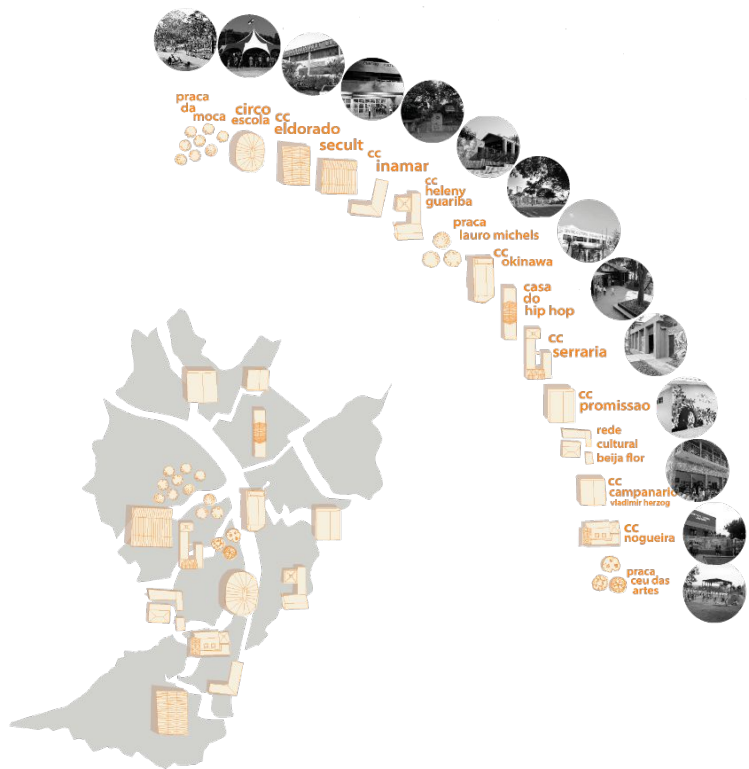 praca
da
moca
circo
escola
cc
eldorado
secult
cc
inamar
cc
heleny
guariba
praca
lauro michels
cc
okinawa
casa
do
hip hop
cc
serraria
cc
promissao
rede
cultural
beija flor
cc
campanario
vladimir herzog
cc
nogueira
praca
ceu das
artes